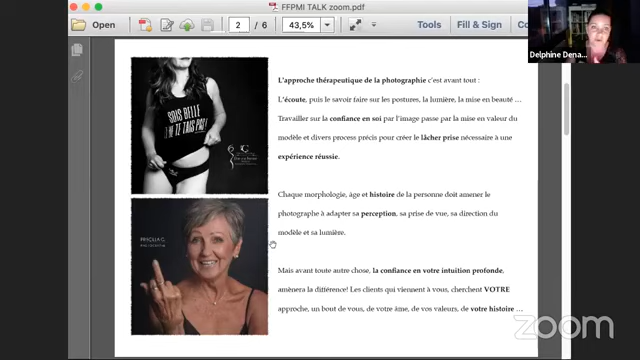 FFPMI TALK zoom.pdf
Open
2 / 6
43,5%
Tools
Fill & Sign
Co
Delphine Dena...
SOIS BELLE
L'approche thérapeutique de la photographie c'est avant tout :
L'écoute, puis le savoir faire sur les postures, la lumière, la mise en beauté …
Travailler sur la confiance en soi par l'image passe par la mise en valeur du
modèle et divers process précis pour créer le lâcher prise nécessaire à une
expérience réussie.
Chaque morphologie, âge et histoire de la personne doit amener le
photographe à adapter sa perception, sa prise de vue, sa direction du
modèle et sa lumière.
Mais avant toute autre chose, la confiance en votre intuition profonde,
amènera la différence! Les clients qui viennent à vous, cherchent VOTRE
approche, un bout de vous, de votre âme, de vos valeurs, de votre histoire …
zoom